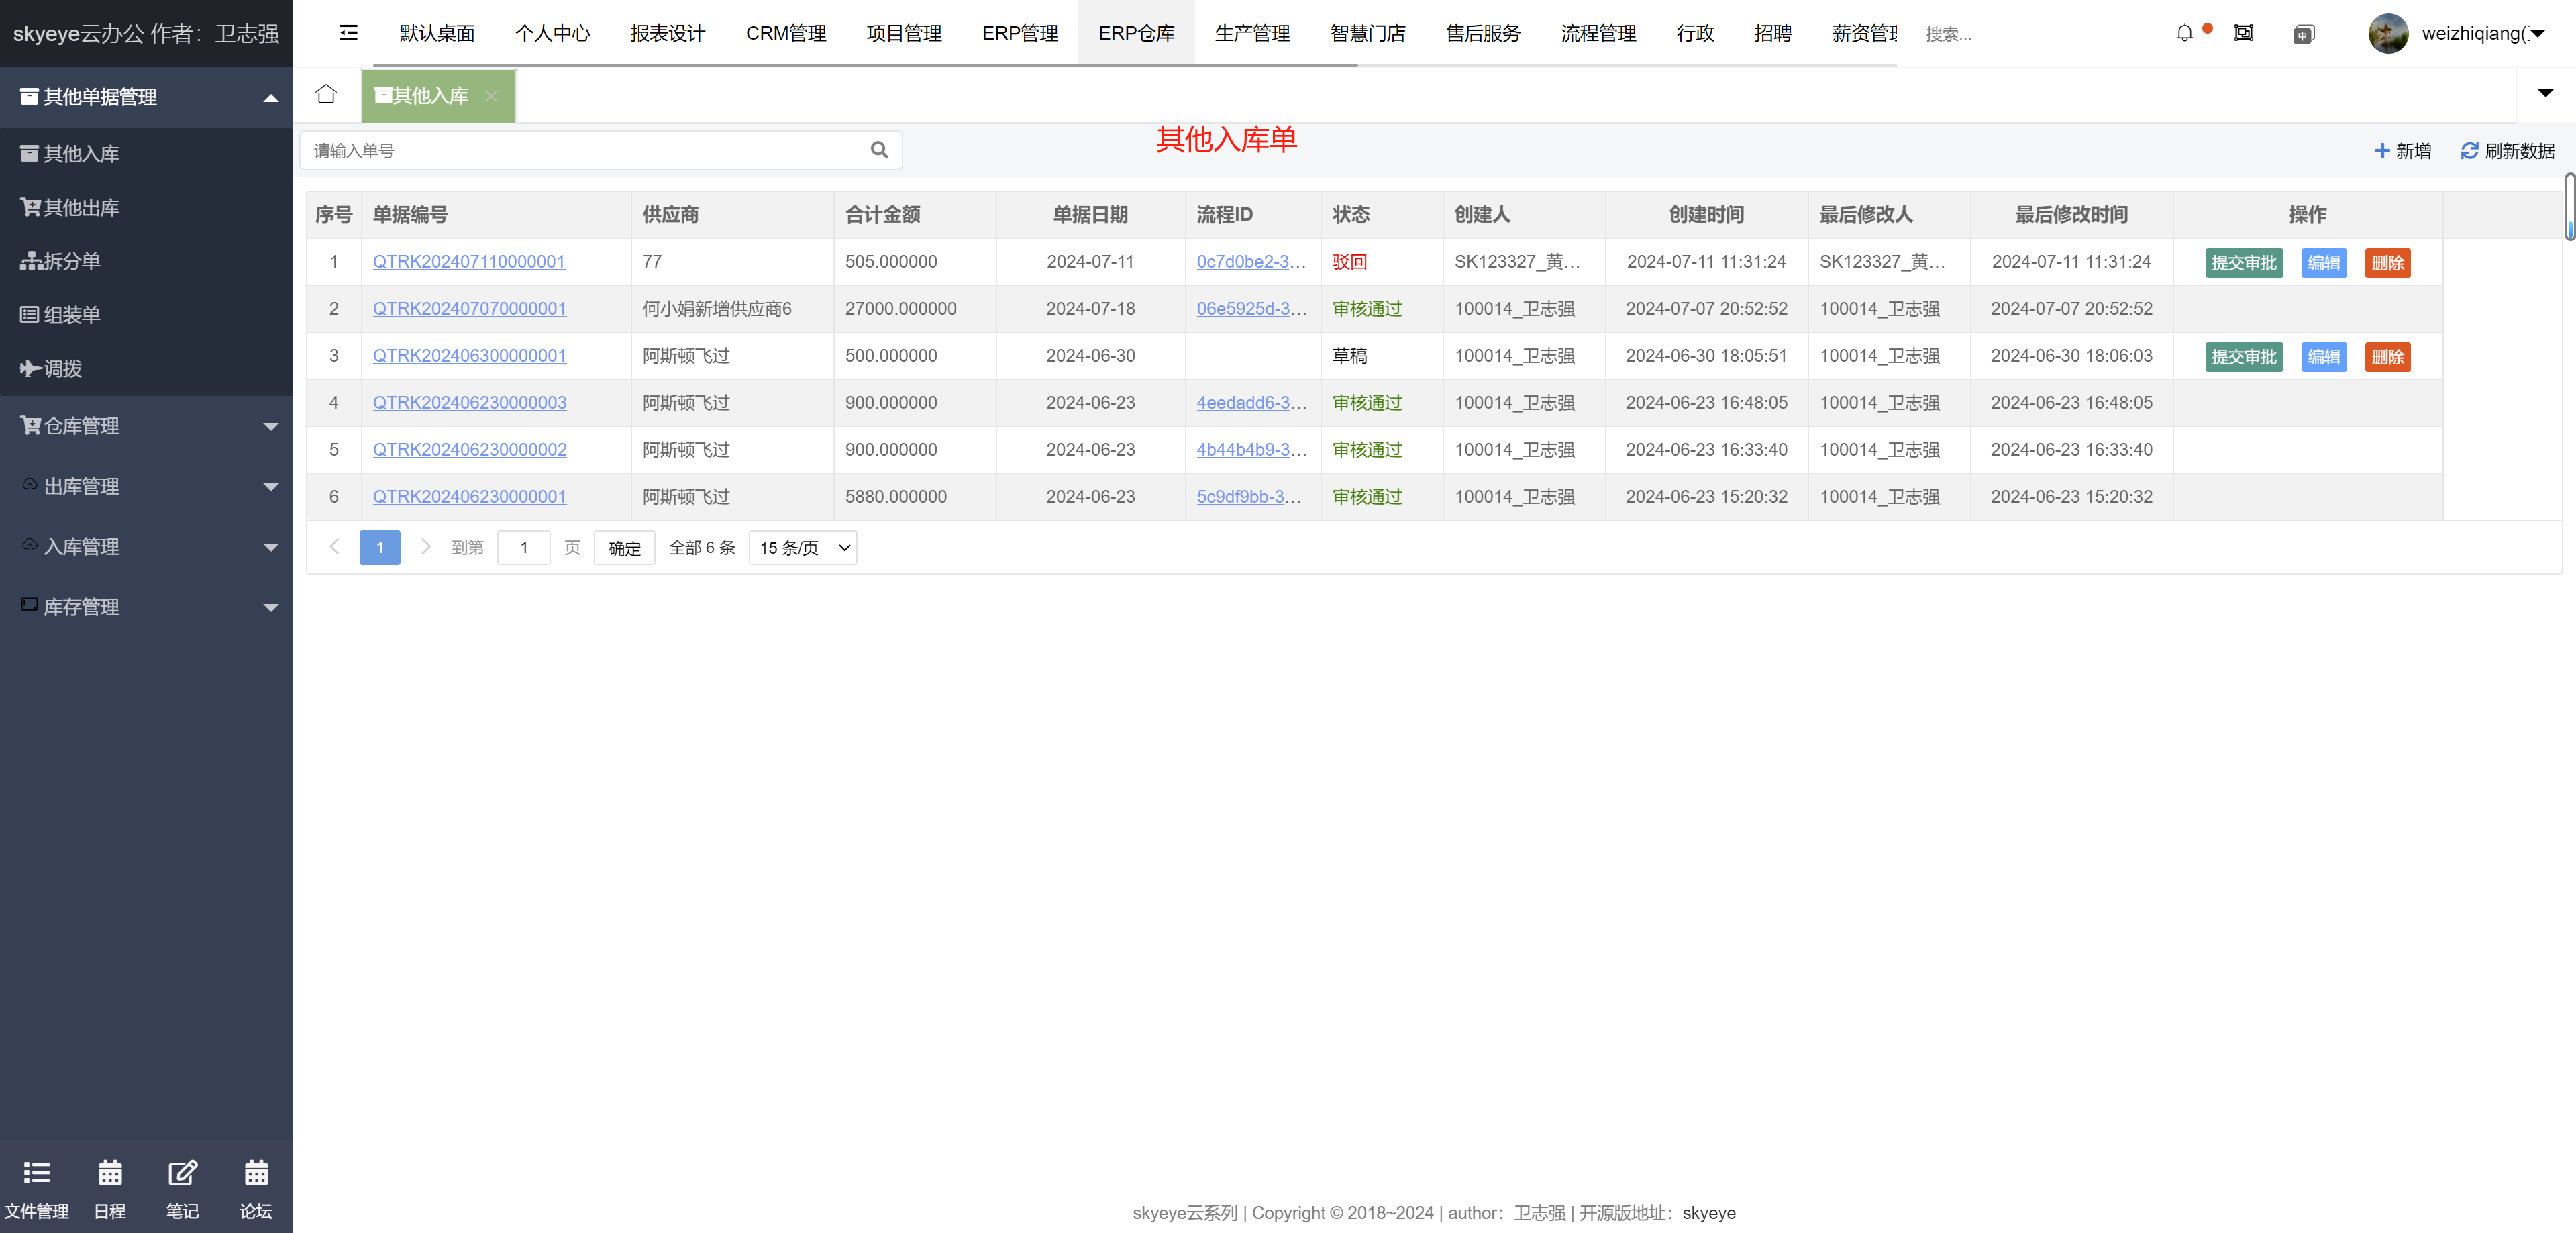 skyeye云办公 作者：卫志强
默认桌面 个人中心 报表设计 CRM管理 项目管理 ERP管理 ERP仓库 生产管理 智慧门店 售后服务 流程管理 行政 招聘 薪资管理 搜索... 中 weizhiqiang(
其他单据管理
其他入库
其他出库
拆分单
组装单
调拨
仓库管理
出库管理
入库管理
库存管理
文件管理 日程 笔记 论坛
其他入库
请输入单号
其他入库单
新增 刷新数据
序号 单据编号 供应商 合计金额 单据日期 流程ID 状态 创建人 创建时间 最后修改人 最后修改时间 操作
1 QTRK202407110000001 77 505.000000 2024-07-11 0c7d0be2-3... 驳回 SK123327_黄... 2024-07-11 11:31:24 SK123327_黄... 2024-07-11 11:31:24 提交审批 编辑 删除
2 QTRK202407070000001 何小娟新增供应商6 27000.000000 2024-07-18 06e5925d-3... 审核通过 100014_卫志强 2024-07-07 20:52:52 100014_卫志强 2024-07-07 20:52:52
3 QTRK202406300000001 阿斯顿飞过 500.000000 2024-06-30 草稿 100014_卫志强 2024-06-30 18:05:51 100014_卫志强 2024-06-30 18:06:03 提交审批 编辑 删除
4 QTRK202406230000003 阿斯顿飞过 900.000000 2024-06-23 4eedadd6-3... 审核通过 100014_卫志强 2024-06-23 16:48:05 100014_卫志强 2024-06-23 16:48:05
5 QTRK202406230000002 阿斯顿飞过 900.000000 2024-06-23 4b44b4b9-3... 审核通过 100014_卫志强 2024-06-23 16:33:40 100014_卫志强 2024-06-23 16:33:40
6 QTRK202406230000001 阿斯顿飞过 5880.000000 2024-06-23 5c9df9bb-3... 审核通过 100014_卫志强 2024-06-23 15:20:32 100014_卫志强 2024-06-23 15:20:32
1 到第 1 页 确定 全部 6 条 15 条/页
skyeye云系列 | Copyright © 2018~2024 | author：卫志强 | 开源版地址：skyeye